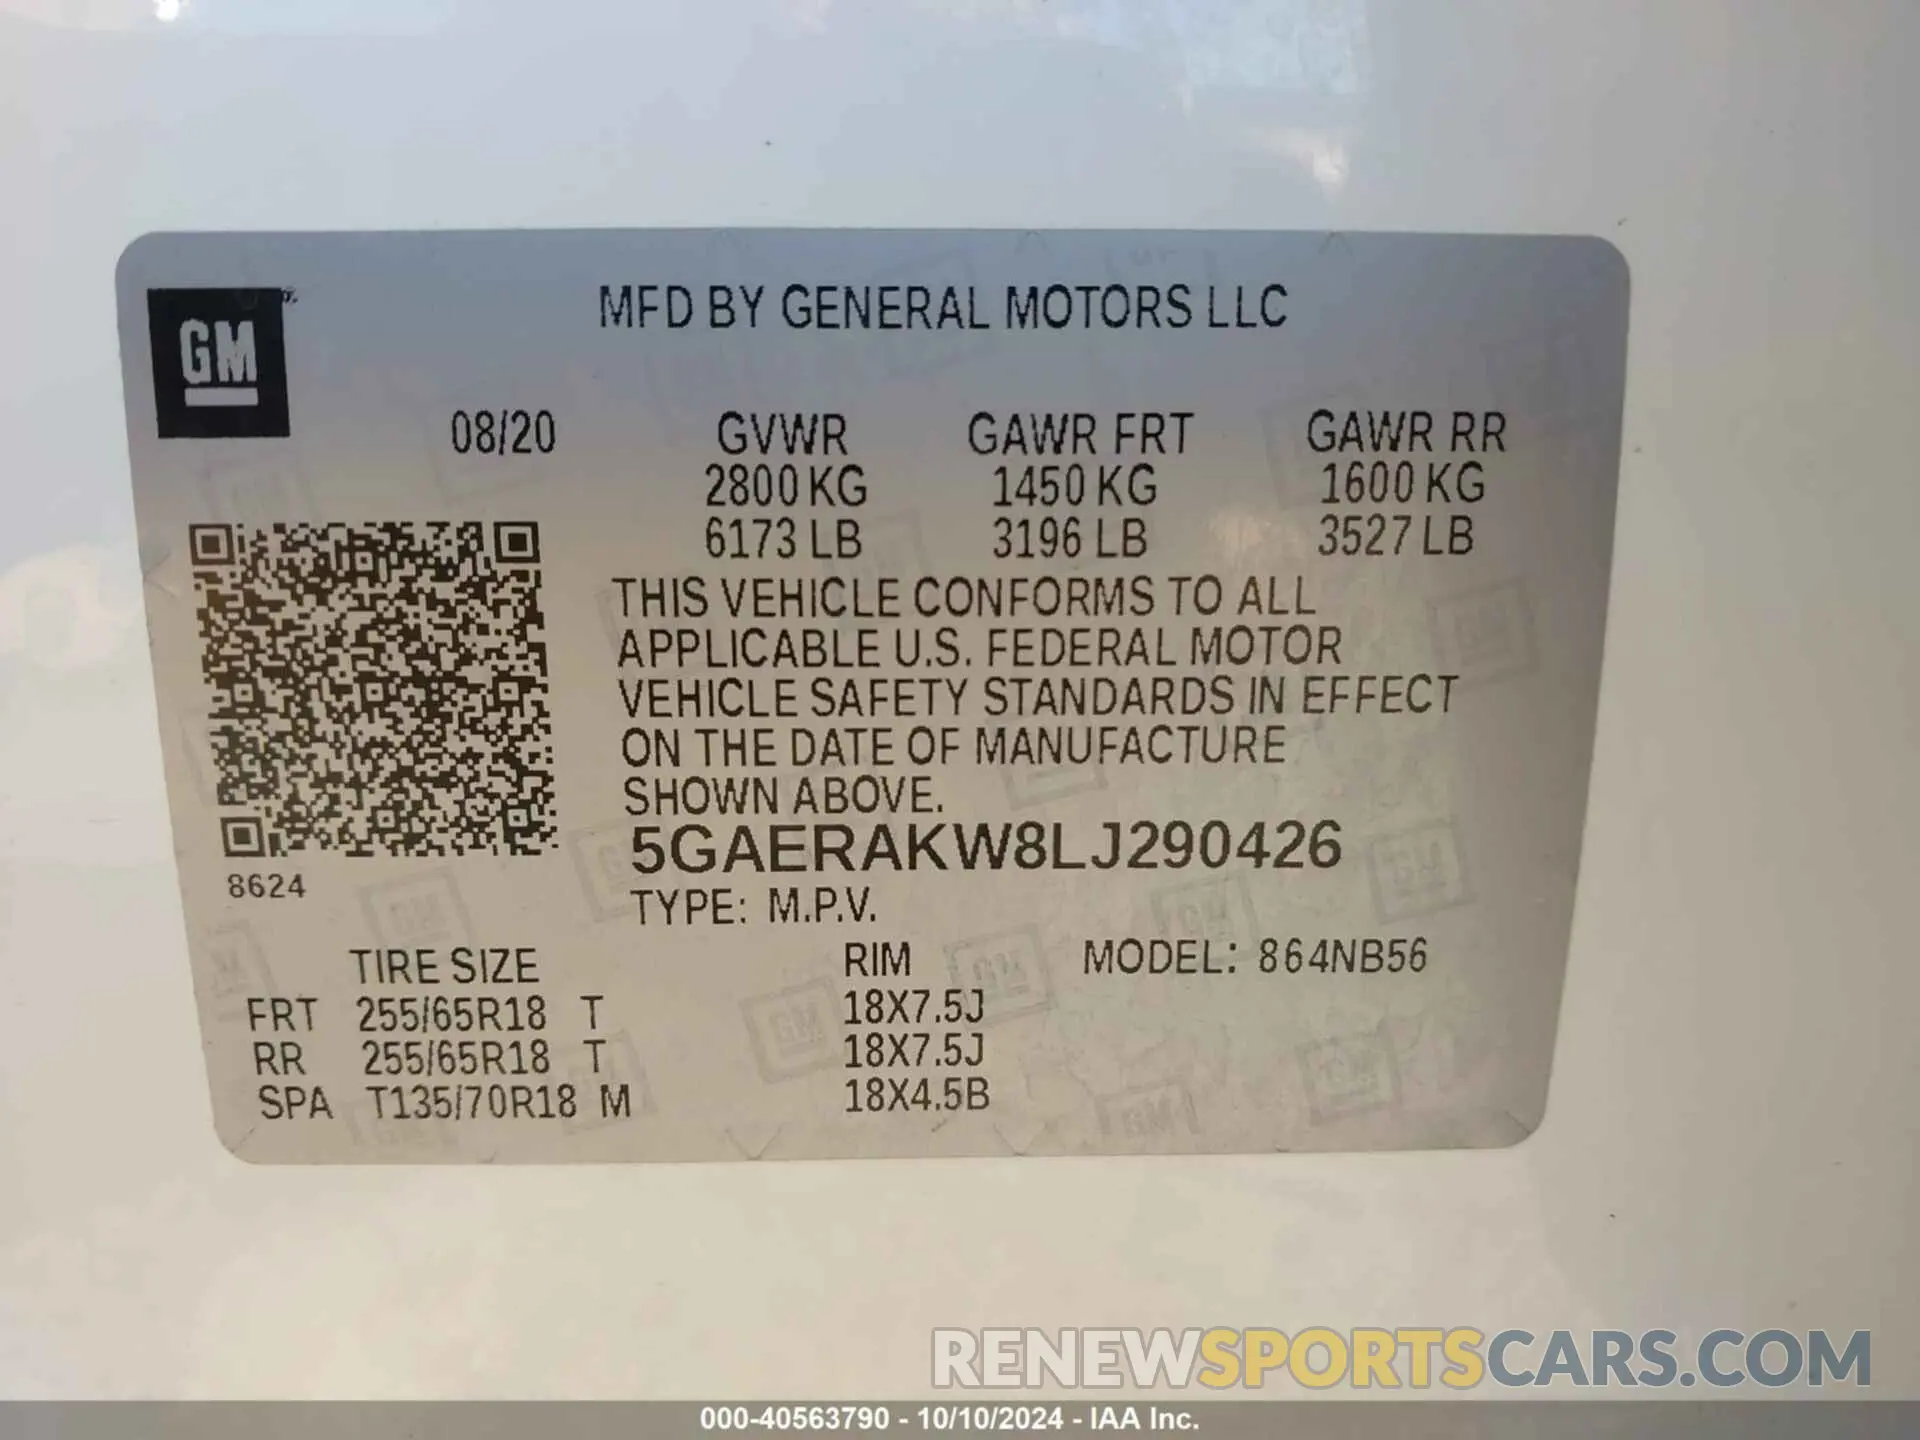 GM
MFD BY GENERAL MOTORS LLC
08/20 GVWR GAWR FRT GAWR RR
2800 KG 1450 KG 1600 KG
6173 LB 3196 LB 3527 LB
THIS VEHICLE CONFORMS TO ALL
APPLICABLE U.S. FEDERAL MOTOR
VEHICLE SAFETY STANDARDS IN EFFECT
ON THE DATE OF MANUFACTURE
SHOWN ABOVE.
5GAERAKW8LJ290426
8624
TYPE: M.P.V.
TIRE SIZE RIM MODEL: 864NB56
FRT 255/65R18 T 18X7.5J
RR 255/65R18 T 18X7.5J
SPA T135/70R18 M 18X4.5B
RENEWSPORTSCARS.COM
000-40563790 - 10/10/2024 - IAA Inc.